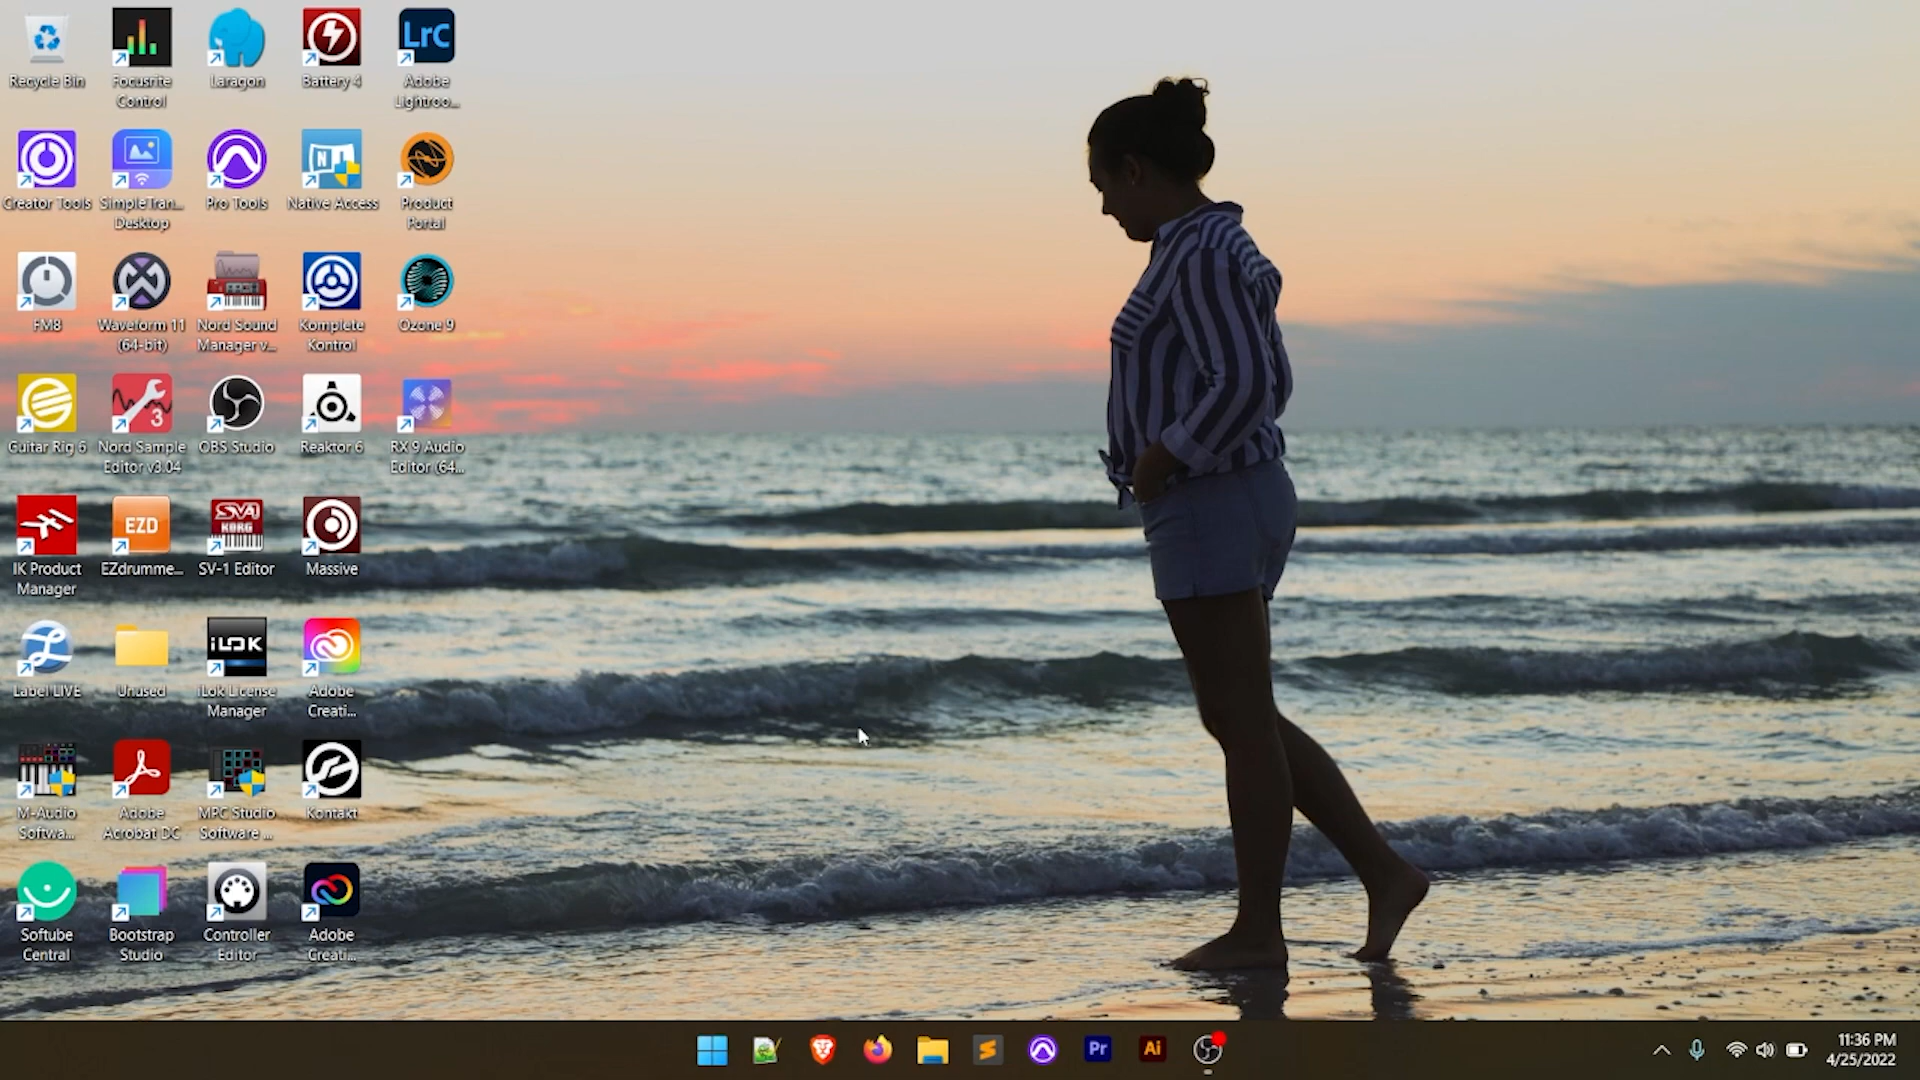 Recycle Bin
Focusrite
Control
Laragon
Battery 4
LrC
Adobe
Lightroo...
Creator Tools
SimpleTran...
Desktop
Pro Tools
N
Native Access
Product
Portal
FM8
Waveform 11
(64-bit)
Nord Sound
Manager v...
Komplete
Kontrol
Ozone 9
Guitar Rig 6
3
Nord Sample
Editor v3.04
OBS Studio
Reaktor 6
RX 9 Audio
Editor (64...
IK Product
Manager
EZD
EZdrumme...
SV-1
KORG
SV-1 Editor
Massive
Label LIVE
Unused
iLOK
iLok License
Manager
Adobe
Creati...
M-Audio
Softwa...
Adobe
Acrobat DC
MPC Studio
Software ...
Kontakt
Softube
Central
Bootstrap
Studio
Controller
Editor
Adobe
Creati...
Pr
Ai
11:36 PM
4/25/2022